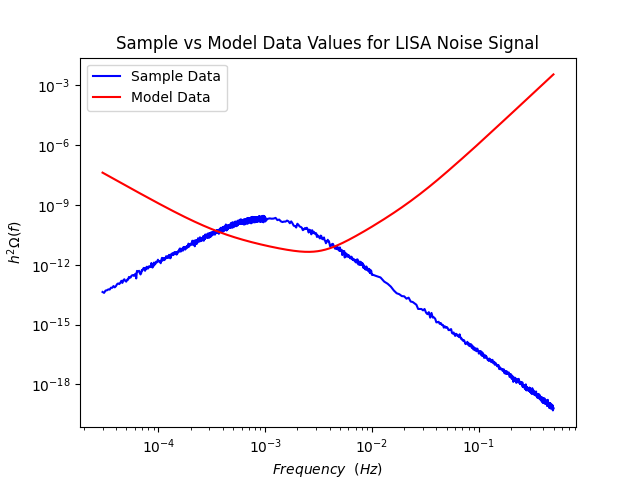 Sample vs Model Data Values for LISA Noise Signal
Sample Data
Model Data
h²Ω(f)
10⁻³
10⁻⁶
10⁻⁹
10⁻¹²
10⁻¹⁵
10⁻¹⁸
10⁻⁴ 10⁻³ 10⁻² 10⁻¹
Frequency (Hz)